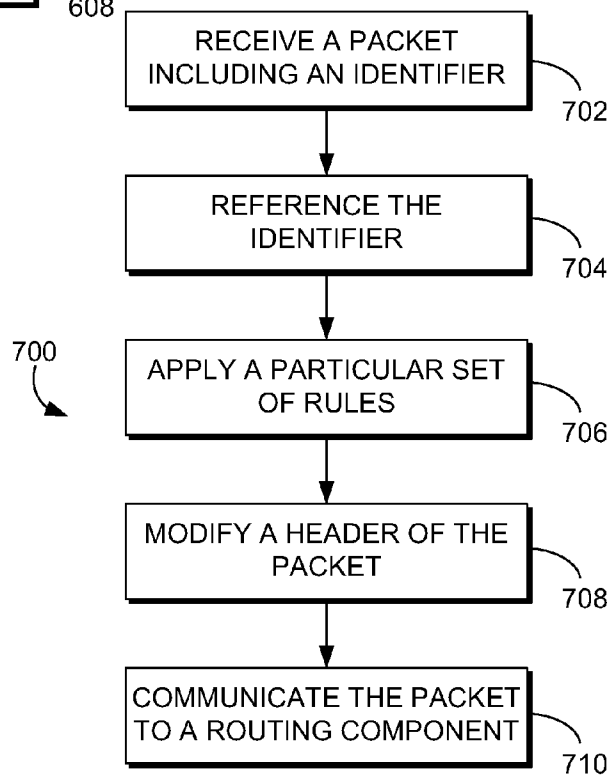 608
RECEIVE A PACKET
INCLUDING AN IDENTIFIER
702
REFERENCE THE
IDENTIFIER
704
700
APPLY A PARTICULAR SET
OF RULES
706
MODIFY A HEADER OF THE
PACKET
708
COMMUNICATE THE PACKET
TO A ROUTING COMPONENT
710